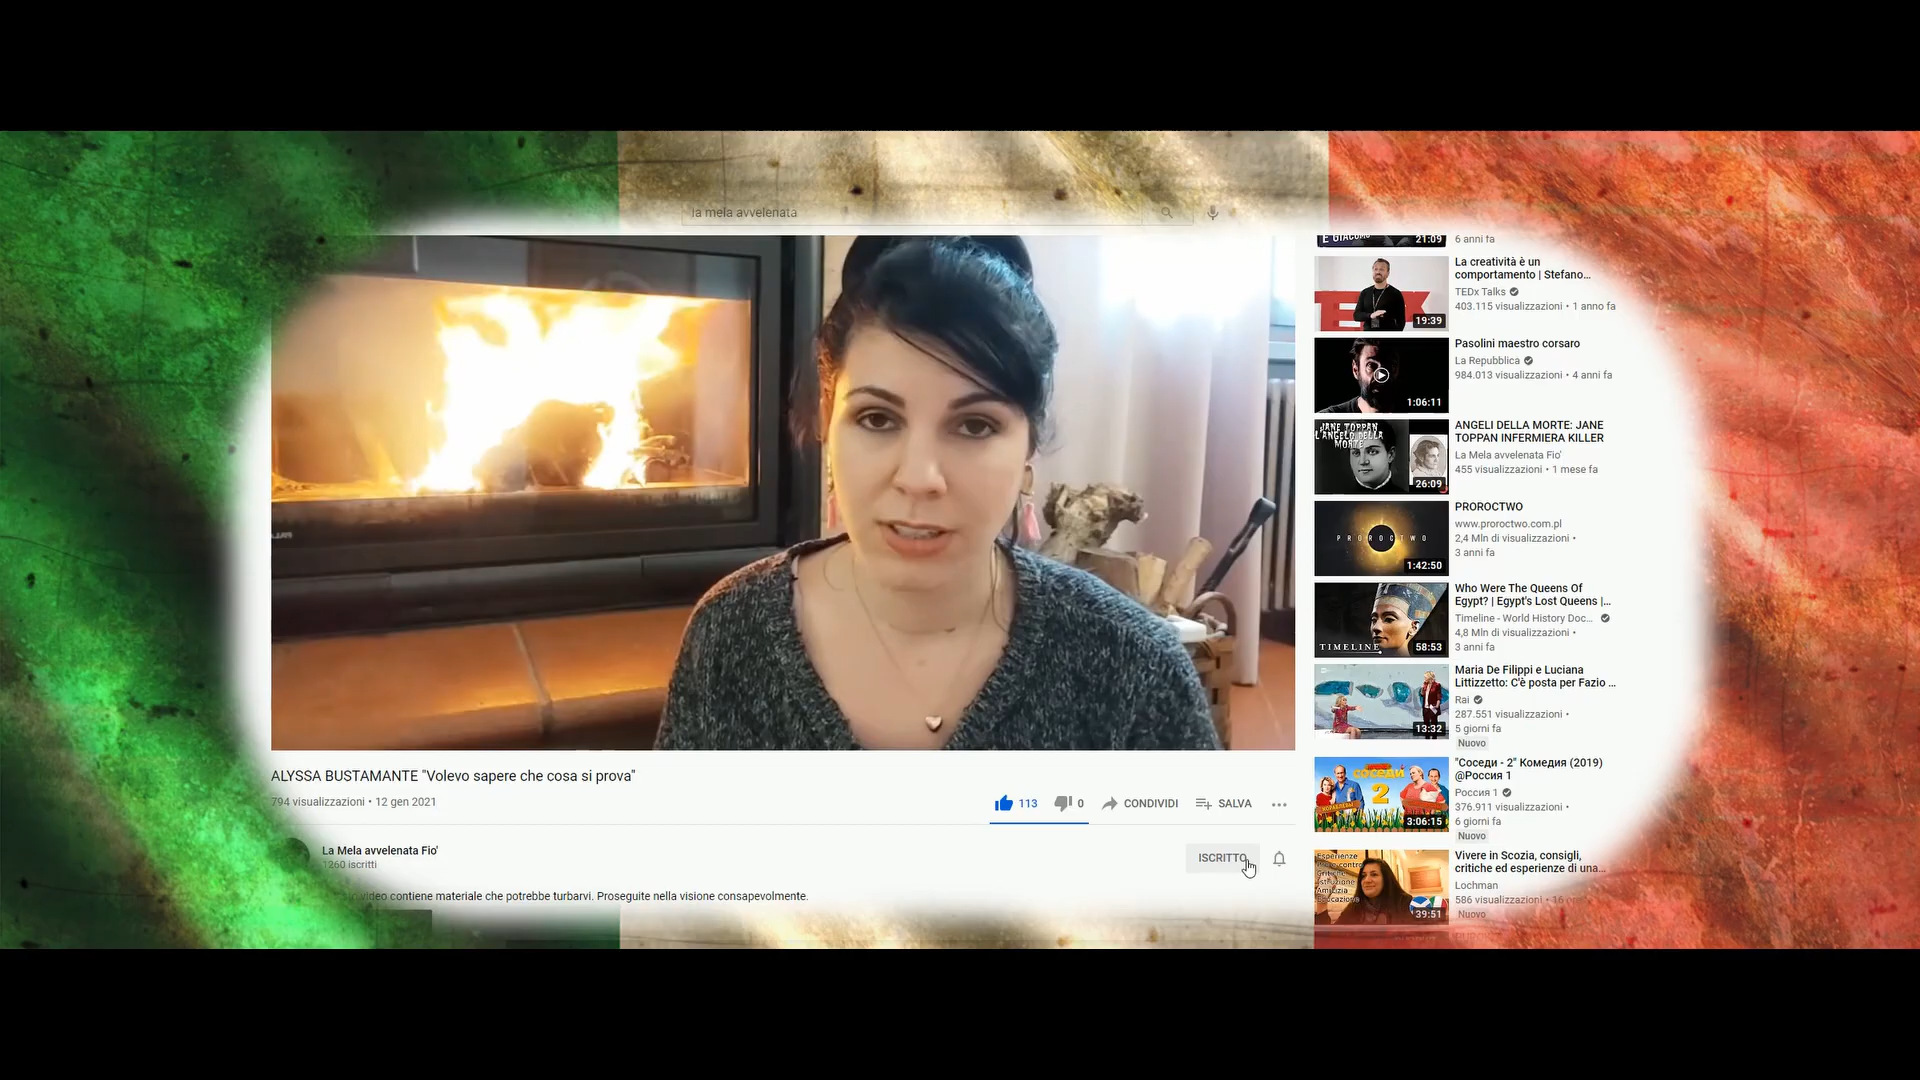 la mela avvelenata
ALYSSA BUSTAMANTE "Volevo sapere che cosa si prova"
794 visualizzazioni • 12 gen 2021
113
0
CONDIVIDI
SALVA
La Mela avvelenata Fio'
1260 iscritti
ISCRITTO
video contiene materiale che potrebbe turbarvi. Proseguite nella visione consapevolmente.
E GIACOMO
21:09
6 anni fa
La creatività è un
comportamento | Stefano...
TEDx Talks
403.115 visualizzazioni • 1 anno fa
19:39
Pasolini maestro corsaro
La Repubblica
984.013 visualizzazioni • 4 anni fa
1:06:11
JANE TOPPAN
L'ANGELO DELLA
MORTE
ANGELI DELLA MORTE: JANE
TOPPAN INFERMIERA KILLER
La Mela avvelenata Fio'
455 visualizzazioni • 1 mese fa
26:09
PROROCTWO
PROROCTWO
www.proroctwo.com.pl
2,4 Mln di visualizzazioni •
3 anni fa
1:42:50
Who Were The Queens Of
Egypt? | Egypt's Lost Queens |...
Timeline - World History Doc...
4,8 Mln di visualizzazioni •
3 anni fa
TIMELINE
58:53
Maria De Filippi e Luciana
Littizzetto: C'è posta per Fazio ...
Rai
287.551 visualizzazioni •
5 giorni fa
Nuovo
13:32
СОСЕДИ
2
"Соседи - 2" Комедия (2019)
@Россия 1
Россия 1
376.911 visualizzazioni •
6 giorni fa
Nuovo
3:06:15
Esperienze
Vivere in Scozia, consigli,
critiche ed esperienze di una...
Lochman
586 visualizzazioni • 16
Nuovo
39:51